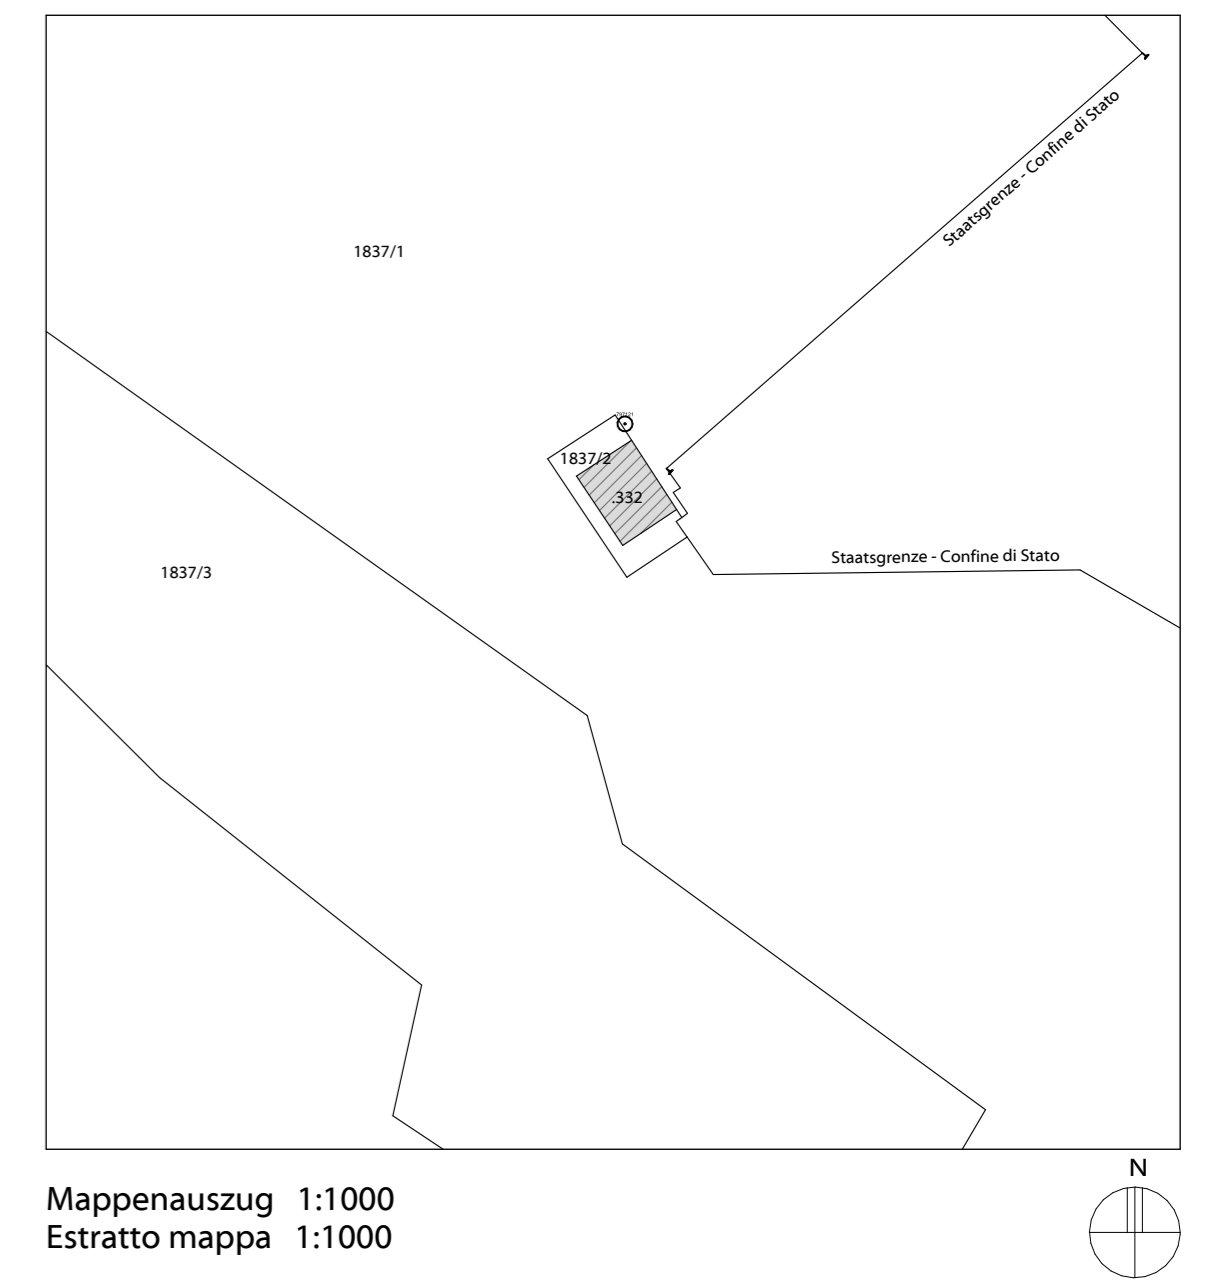 Staatsgrenze - Confine di Stato
1837/1
1837/2
.332
Staatsgrenze - Confine di Stato
1837/3
N
Mappenauszug 1:1000
Estratto mappa 1:1000